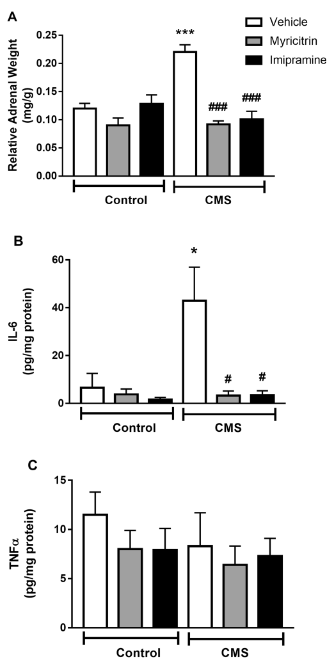 A
Vehicle
Myricitrin
Imipramine
Relative Adrenal Weight
(mg/g)
0.25
0.20
0.15
0.10
0.05
0.00
***
###
###
Control
CMS
B
IL-6
(pg/mg protein)
60
40
20
0
*
#
#
Control
CMS
C
TNFα
(pg/mg protein)
15
10
5
0
Control
CMS